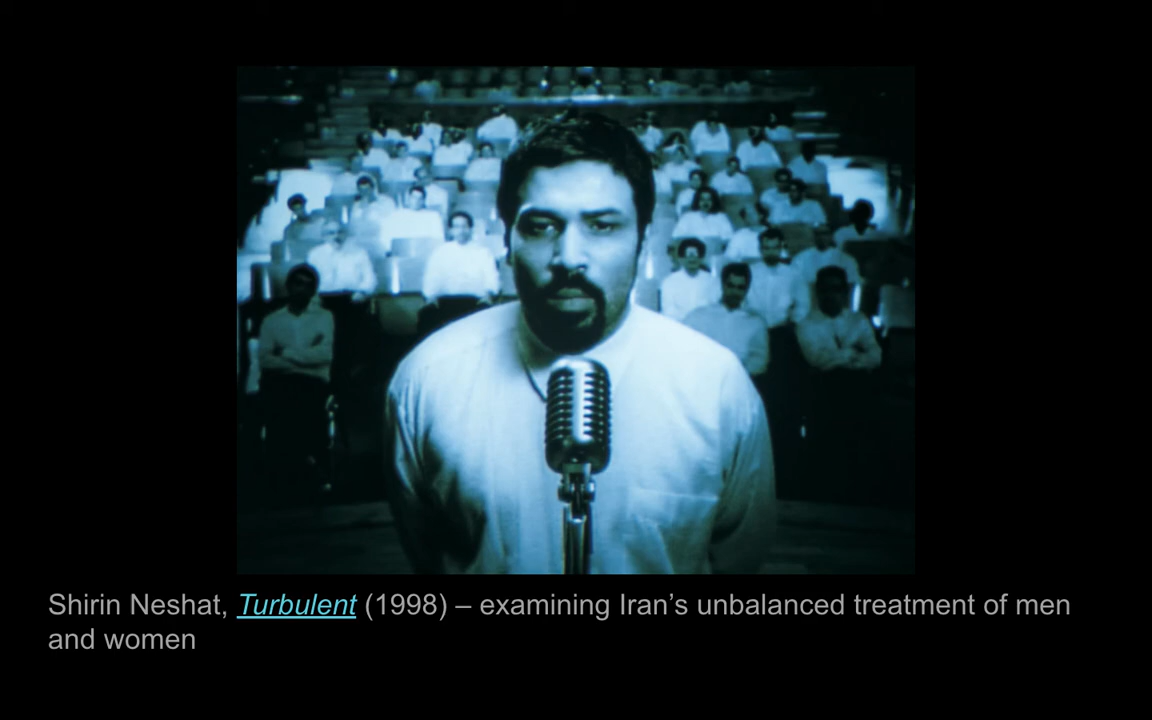 Shirin Neshat, Turbulent (1998) – examining Iran’s unbalanced treatment of men
and women